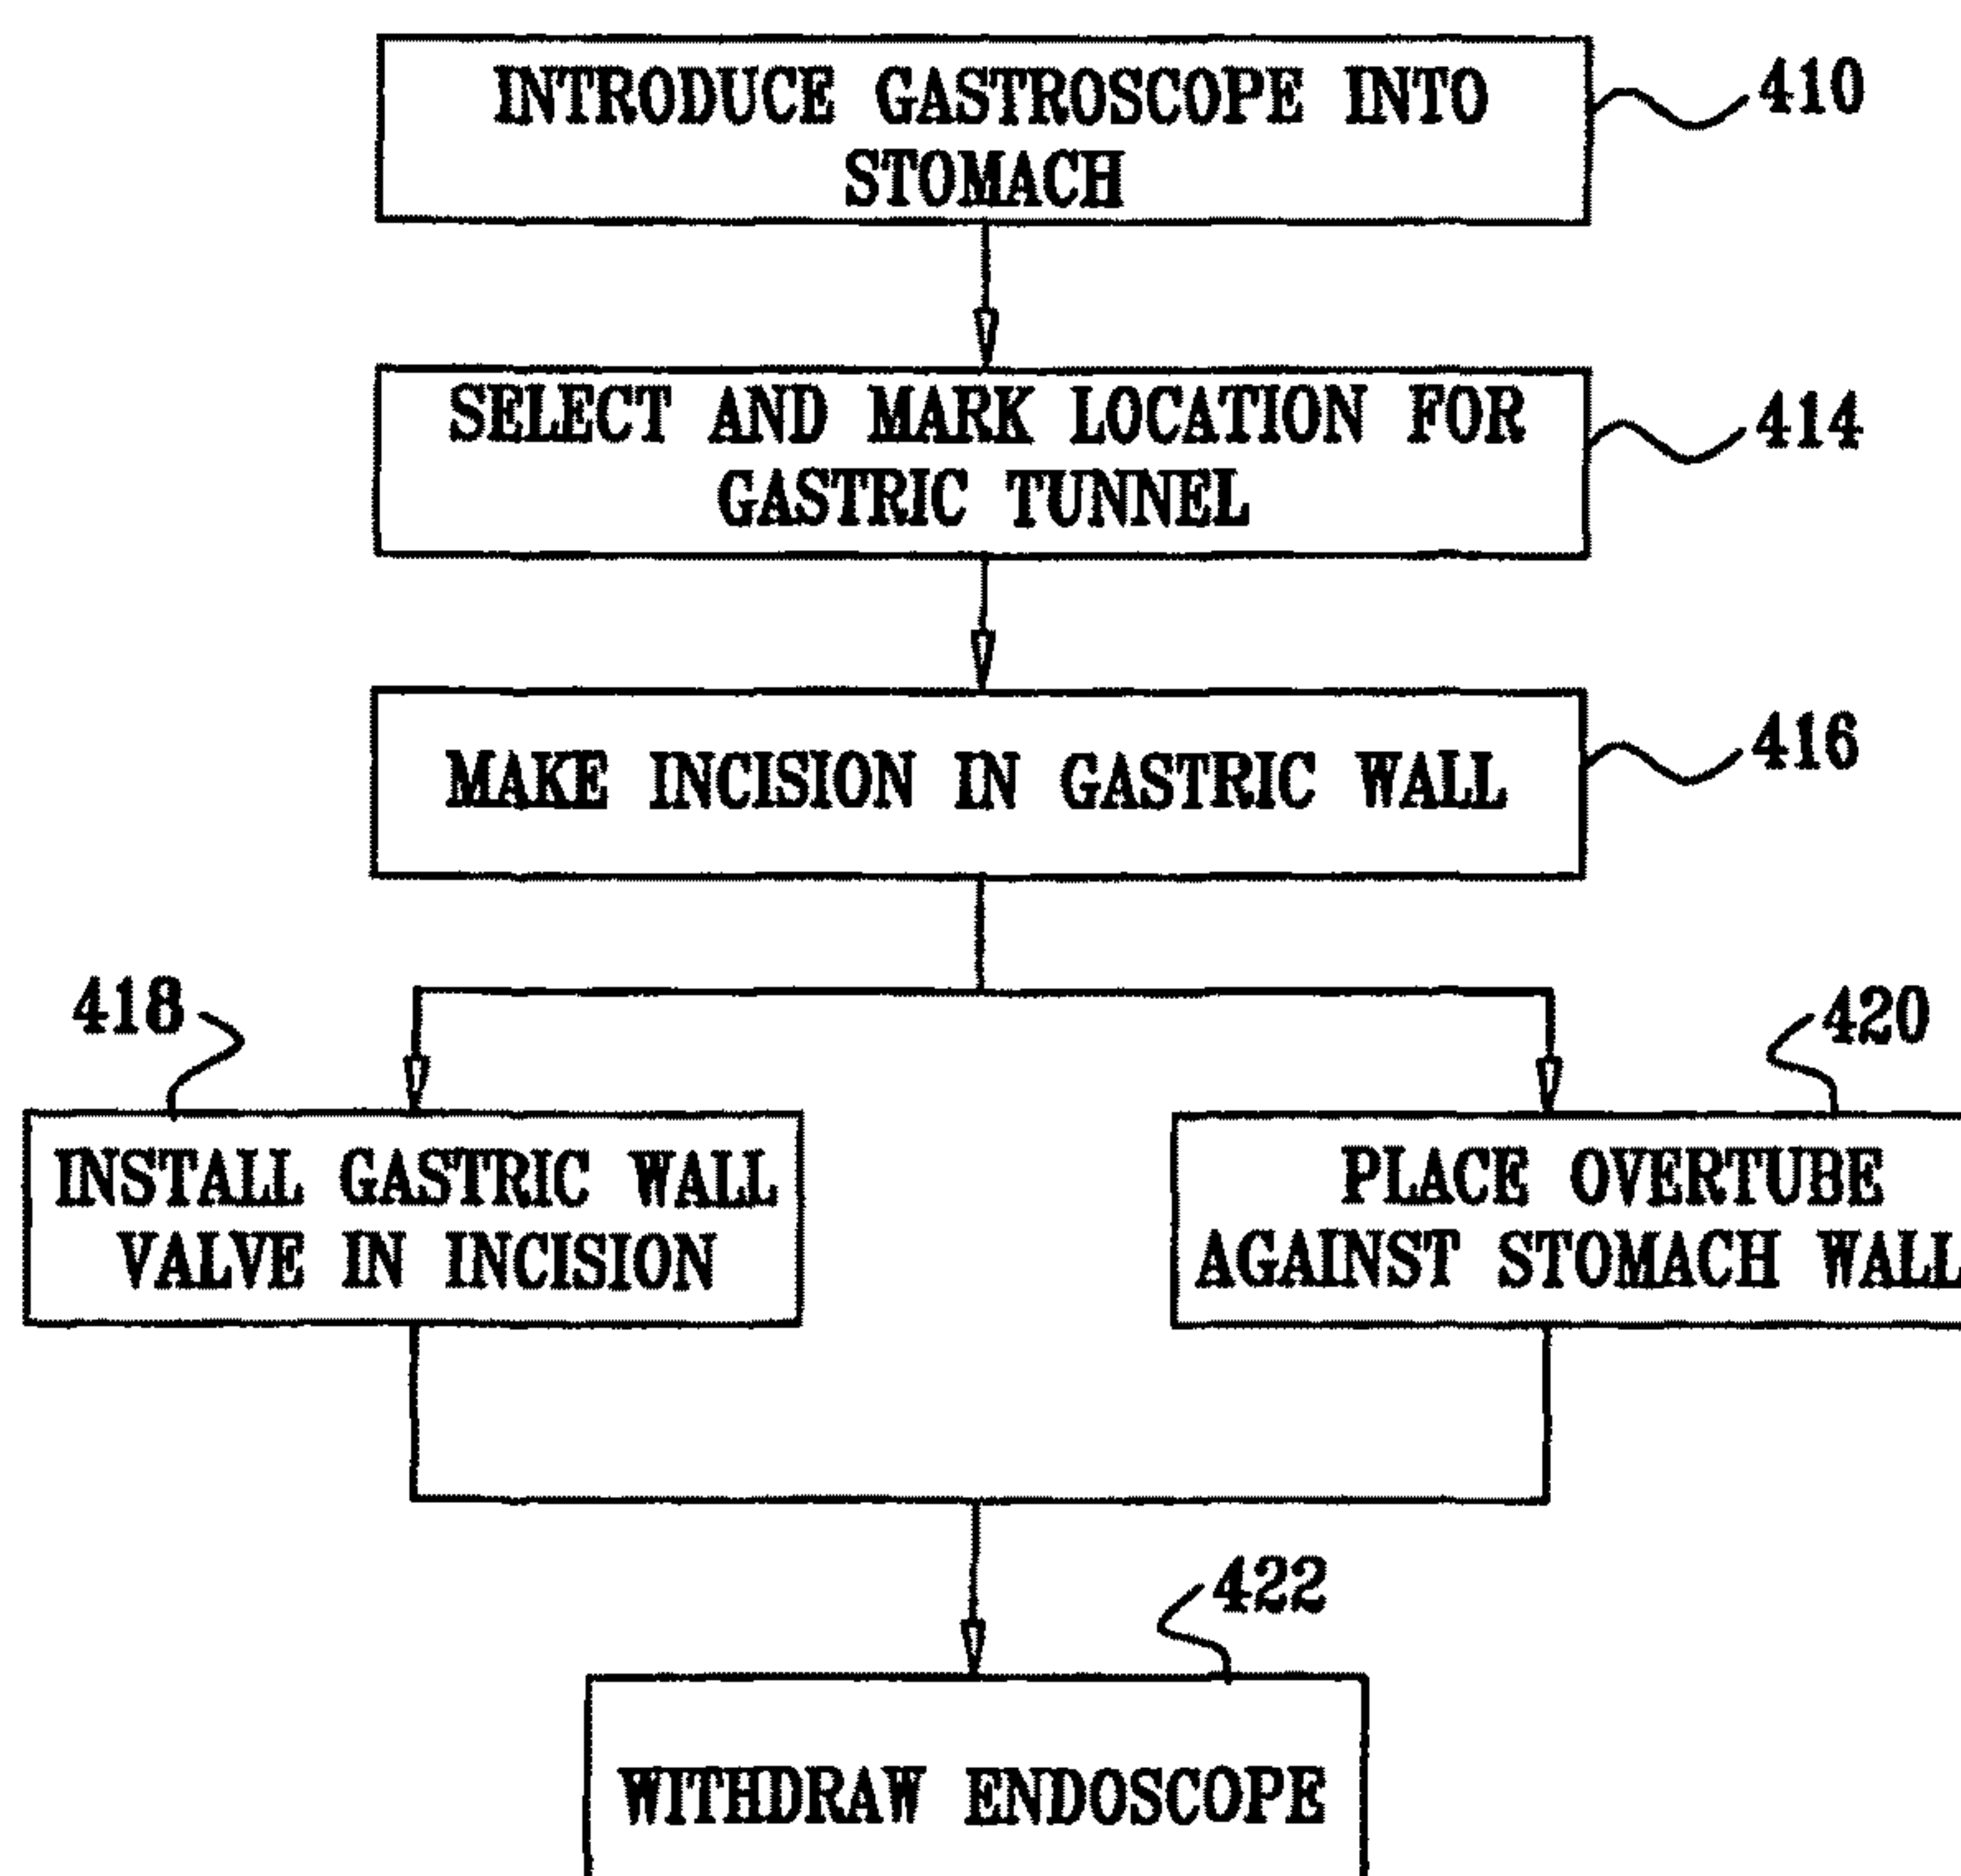 INTRODUCE GASTROSCOPE INTO
STOMACH
410
SELECT AND MARK LOCATION FOR
GASTRIC TUNNEL
414
MAKE INCISION IN GASTRIC WALL
416
418
INSTALL GASTRIC WALL
VALVE IN INCISION
420
PLACE OVERTUBE
AGAINST STOMACH WALL
422
WITHDRAW ENDOSCOPE